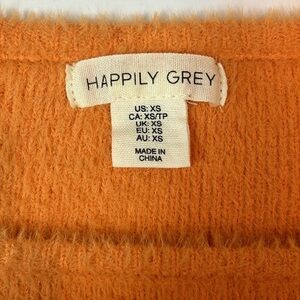 HAPPILY GREY
US: XS
CA: XS/TP
UK: XS
EU: XS
AU: XS
MADE IN
CHINA